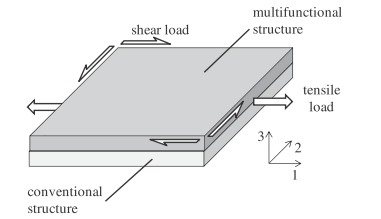 multifunctional
structure
shear load
tensile
load
3
2
1
conventional
structure